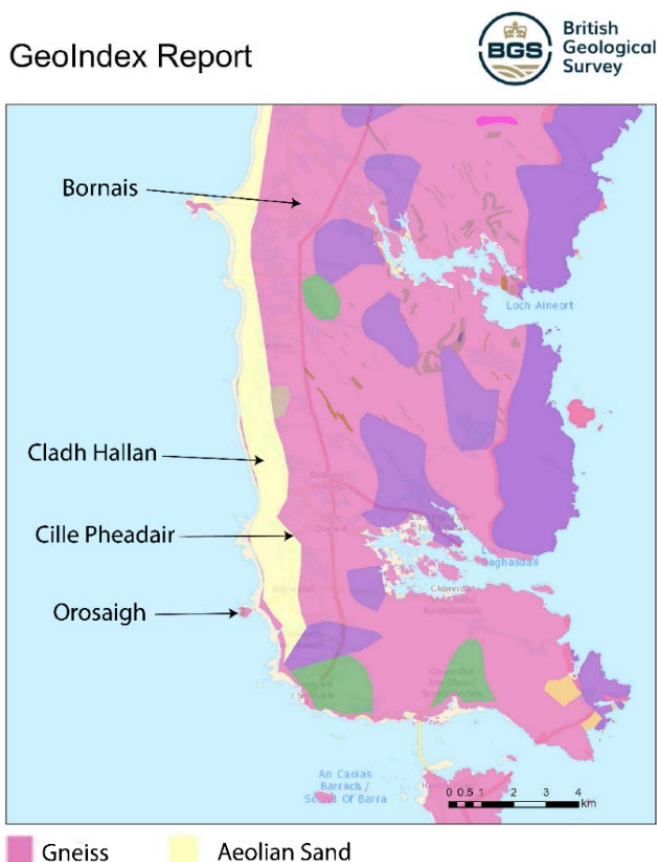 GeoIndex Report
BGS
British
Geological
Survey
Bornais
Loch Aineort
Cladh Hallan
Cille Pheadair
Baghasdail
Orosaigh
An Caolas
Barrach /
Sound Of Barra
0 0.5 1 2 3 4
km
Gneiss
Aeolian Sand